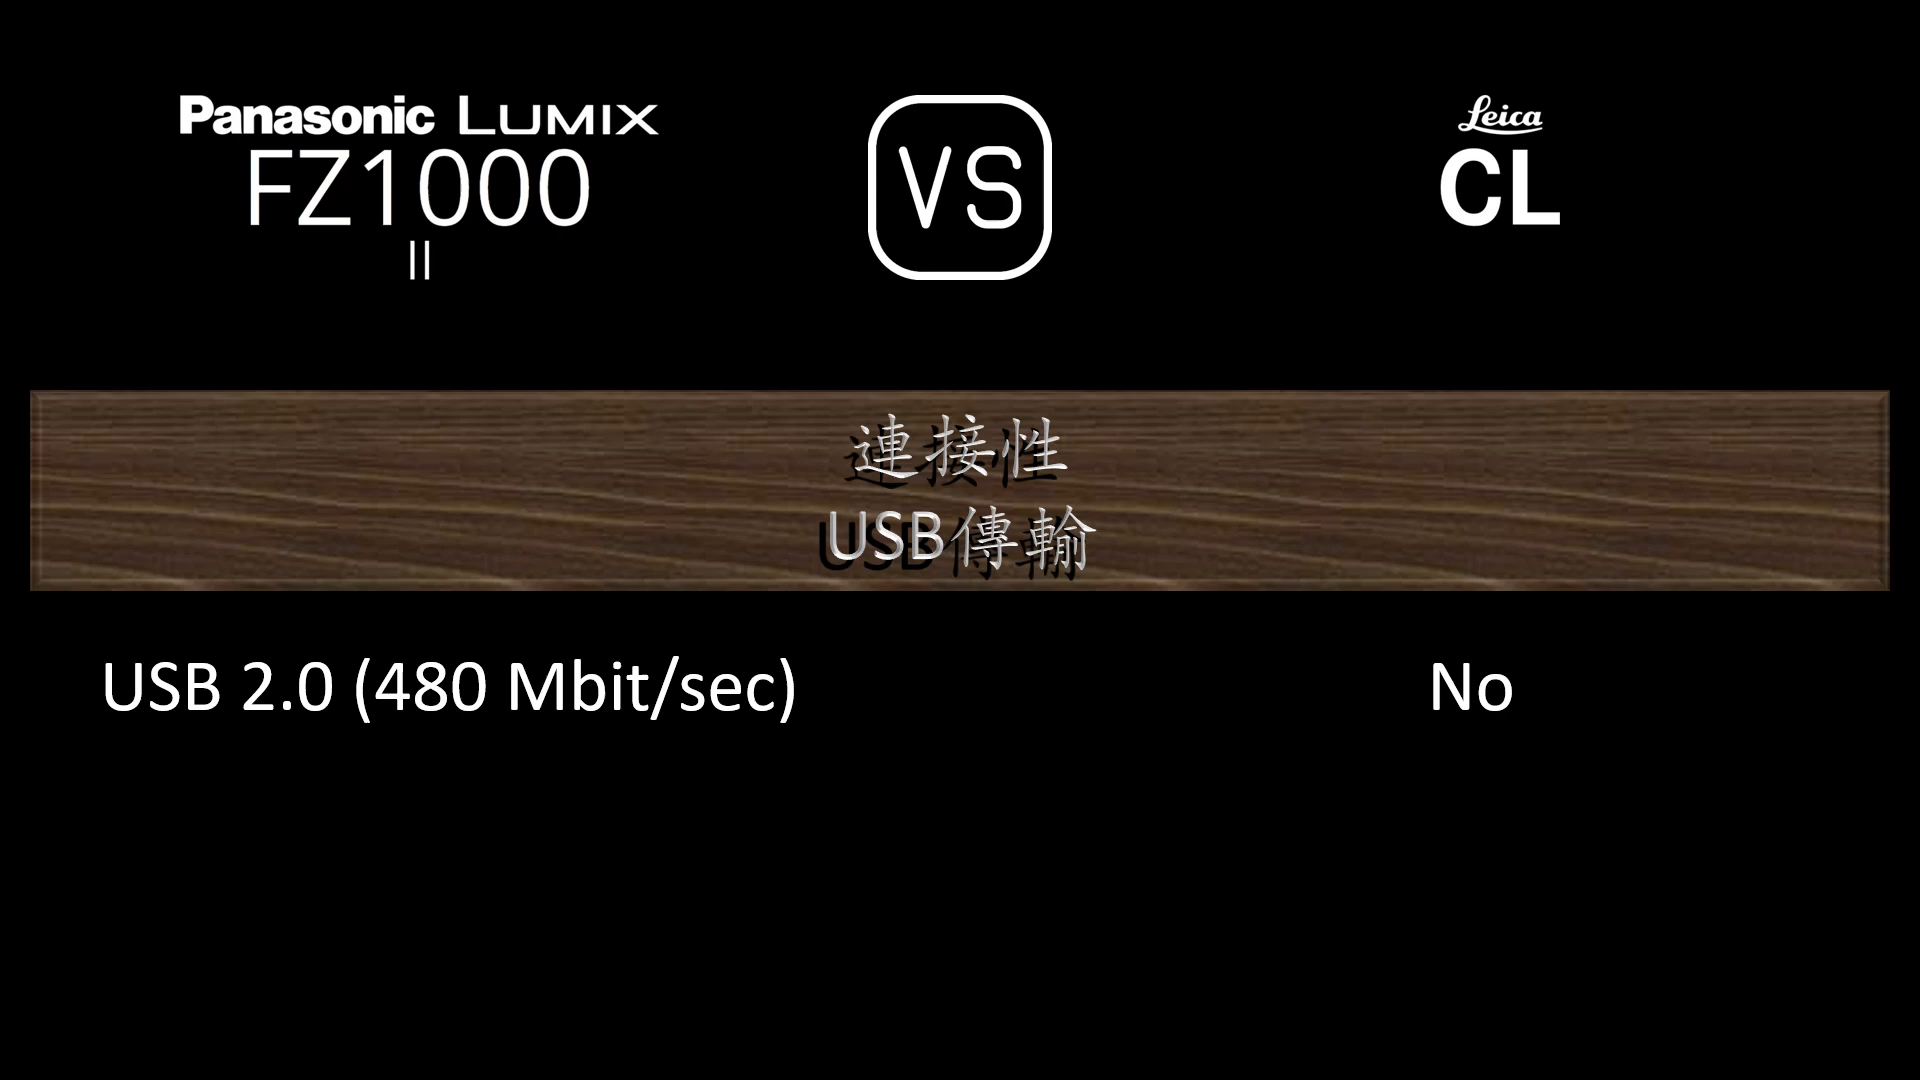 Panasonic LUMIX
FZ1000
II
VS
Leica
CL
連接性
USB傳輸
USB 2.0 (480 Mbit/sec)
No